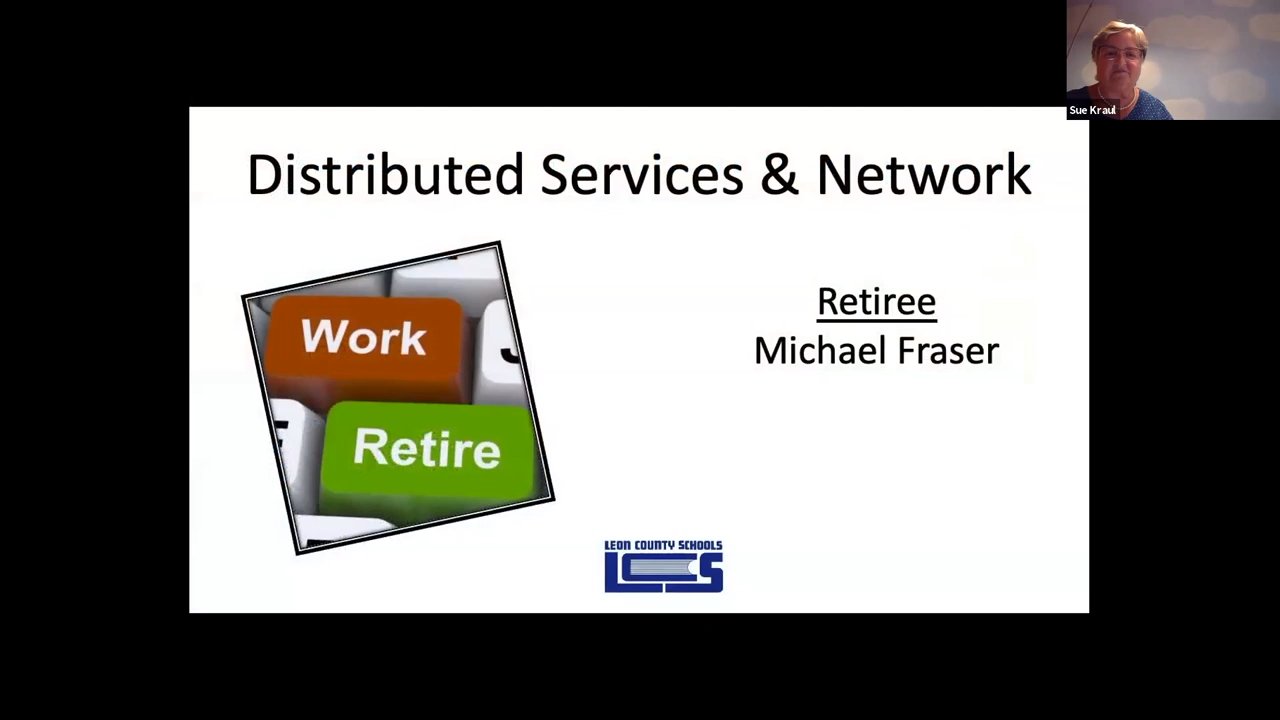 Sue Kraul
Distributed Services & Network
Work
Retire
Retiree
Michael Fraser
LEON COUNTY SCHOOLS
LCS